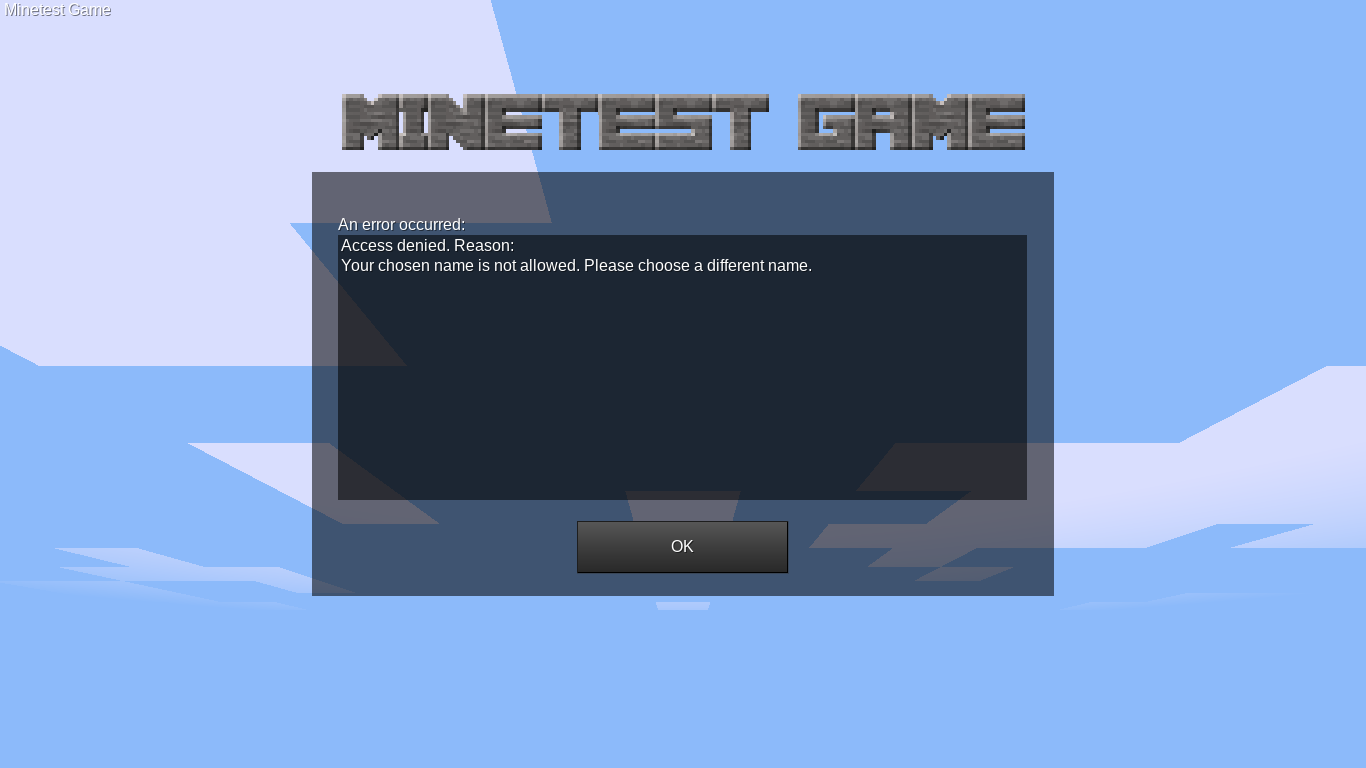 Minetest Game
MINETEST GAME
An error occurred:
Access denied. Reason:
Your chosen name is not allowed. Please choose a different name.
OK